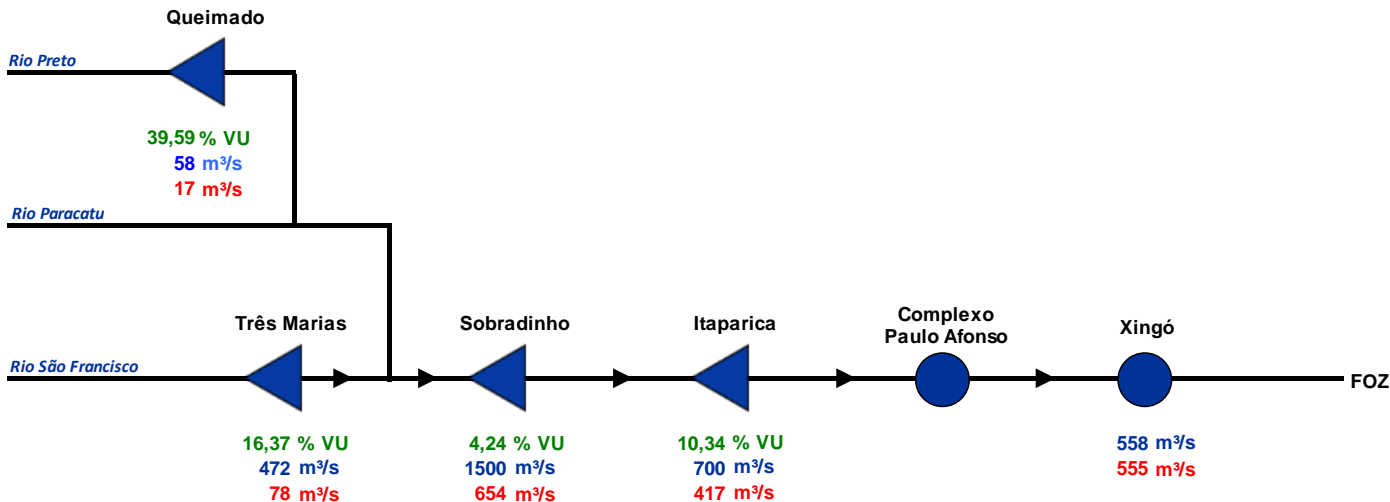 Queimado
Rio Preto
39,59 % VU
58 m³/s
17 m³/s
Rio Paracatu
Três Marias
Sobradinho
Itaparica
Complexo
Paulo Afonso
Xingó
Rio São Francisco
FOZ
16,37 % VU
472 m³/s
78 m³/s
4,24 % VU
1500 m³/s
654 m³/s
10,34 % VU
700 m³/s
417 m³/s
558 m³/s
555 m³/s